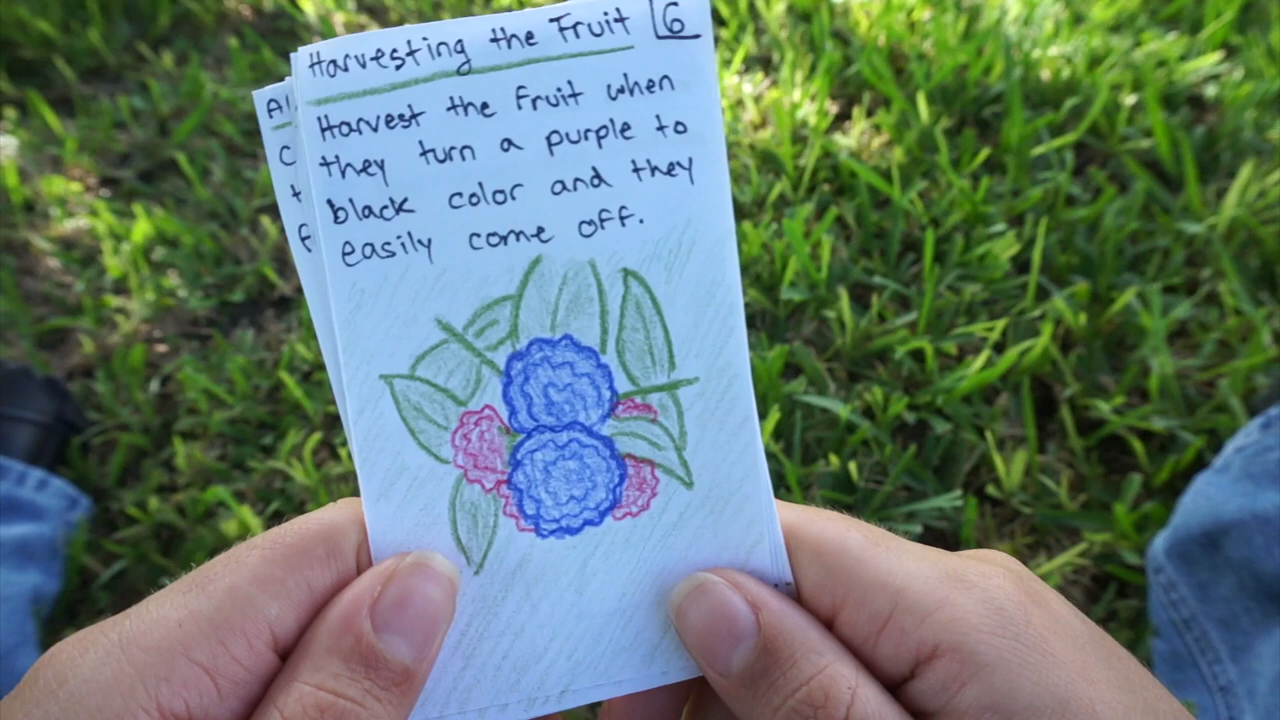 Harvesting the Fruit 6
Harvest the fruit when
they turn a purple to
black color and they
easily come off.